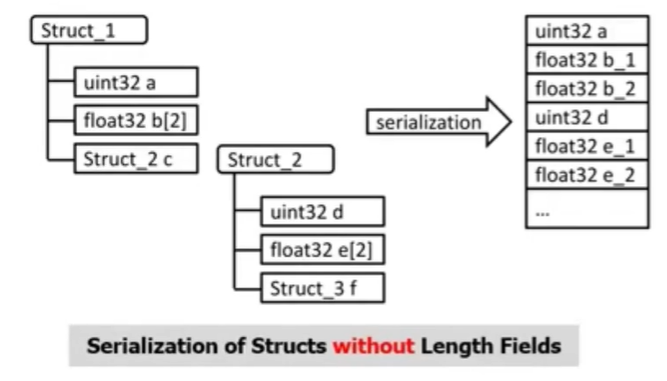 Struct_1
uint32 a
float32 b[2]
Struct_2 c
Struct_2
uint32 d
float32 e[2]
Struct_3 f
serialization
uint32 a
float32 b_1
float32 b_2
uint32 d
float32 e_1
float32 e_2
...
Serialization of Structs without Length Fields